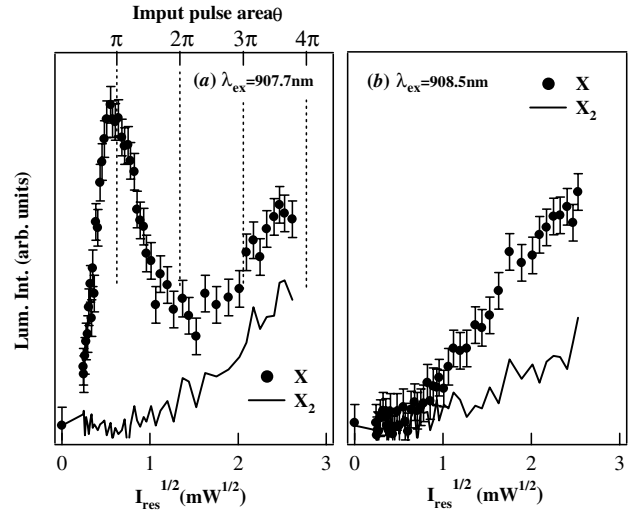 Imput pulse areaθ
π 2π 3π 4π
(a) λex=907.7nm
(b) λex=908.5nm
X
X2
Lum. Int. (arb. units)
X
X2
0 1 2 3
0 1 2 3
Ires1/2(mW1/2)
Ires1/2(mW1/2)